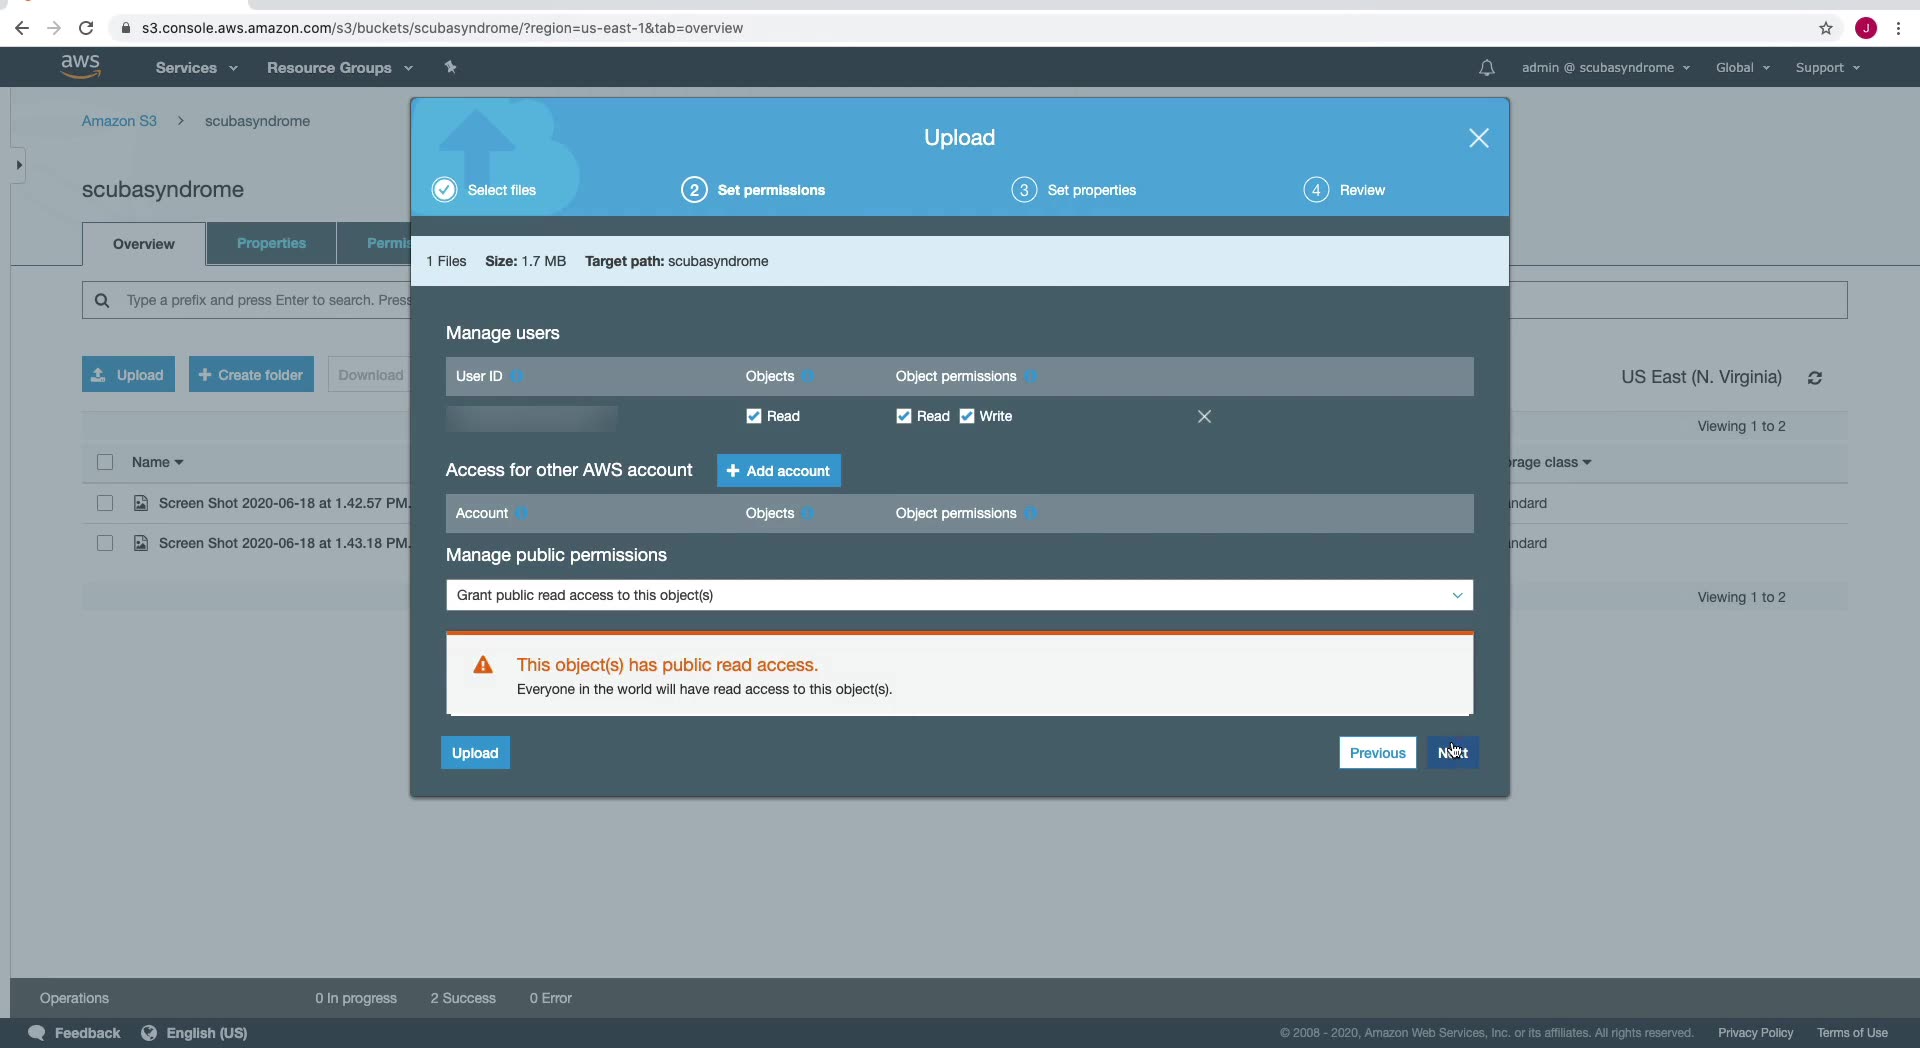 s3.console.aws.amazon.com/s3/buckets/scubasyndrome/?region=us-east-1&tab=overview
J
aws Services Resource Groups admin @ scubasyndrome Global Support
Amazon S3 > scubasyndrome
scubasyndrome
Overview Properties Permis
Type a prefix and press Enter to search. Press
Upload Create folder Download
US East (N. Virginia)
Viewing 1 to 2
Name rage class
Screen Shot 2020-06-18 at 1.42.57 PM. ndard
Screen Shot 2020-06-18 at 1.43.18 PM. ndard
Viewing 1 to 2
Upload
Select files 2 Set permissions 3 Set properties 4 Review
1 Files Size: 1.7 MB Target path: scubasyndrome
Manage users
User ID Objects Object permissions
Read Read Write
Access for other AWS account + Add account
Account Objects Object permissions
Manage public permissions
Grant public read access to this object(s)
This object(s) has public read access.
Everyone in the world will have read access to this object(s).
Upload Previous Next
Operations 0 In progress 2 Success 0 Error
Feedback English (US) © 2008 - 2020, Amazon Web Services, Inc. or its affiliates. All rights reserved. Privacy Policy Terms of Use